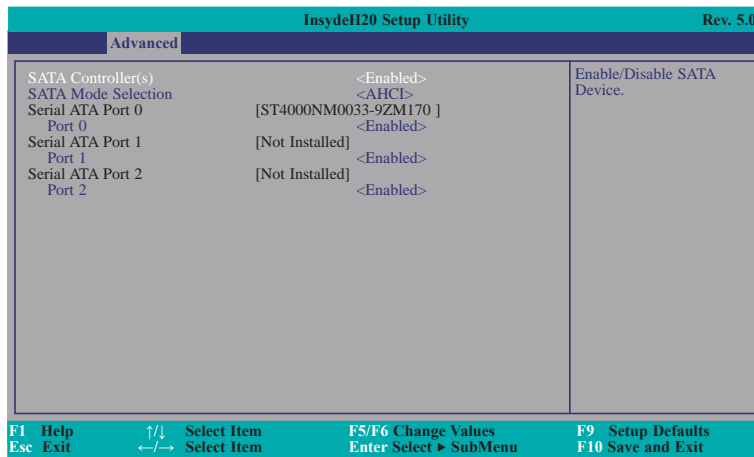 InsydeH20 Setup Utility Rev. 5.0
Advanced
SATA Controller(s) <Enabled>
SATA Mode Selection <AHCI>
Serial ATA Port 0 [ST4000NM0033-9ZM170 ]
Port 0 <Enabled>
Serial ATA Port 1 [Not Installed]
Port 1 <Enabled>
Serial ATA Port 2 [Not Installed]
Port 2 <Enabled>
Enable/Disable SATA
Device.
F1 Help ↑/↓ Select Item F5/F6 Change Values F9 Setup Defaults
Esc Exit ←/→ Select Item Enter Select ► SubMenu F10 Save and Exit